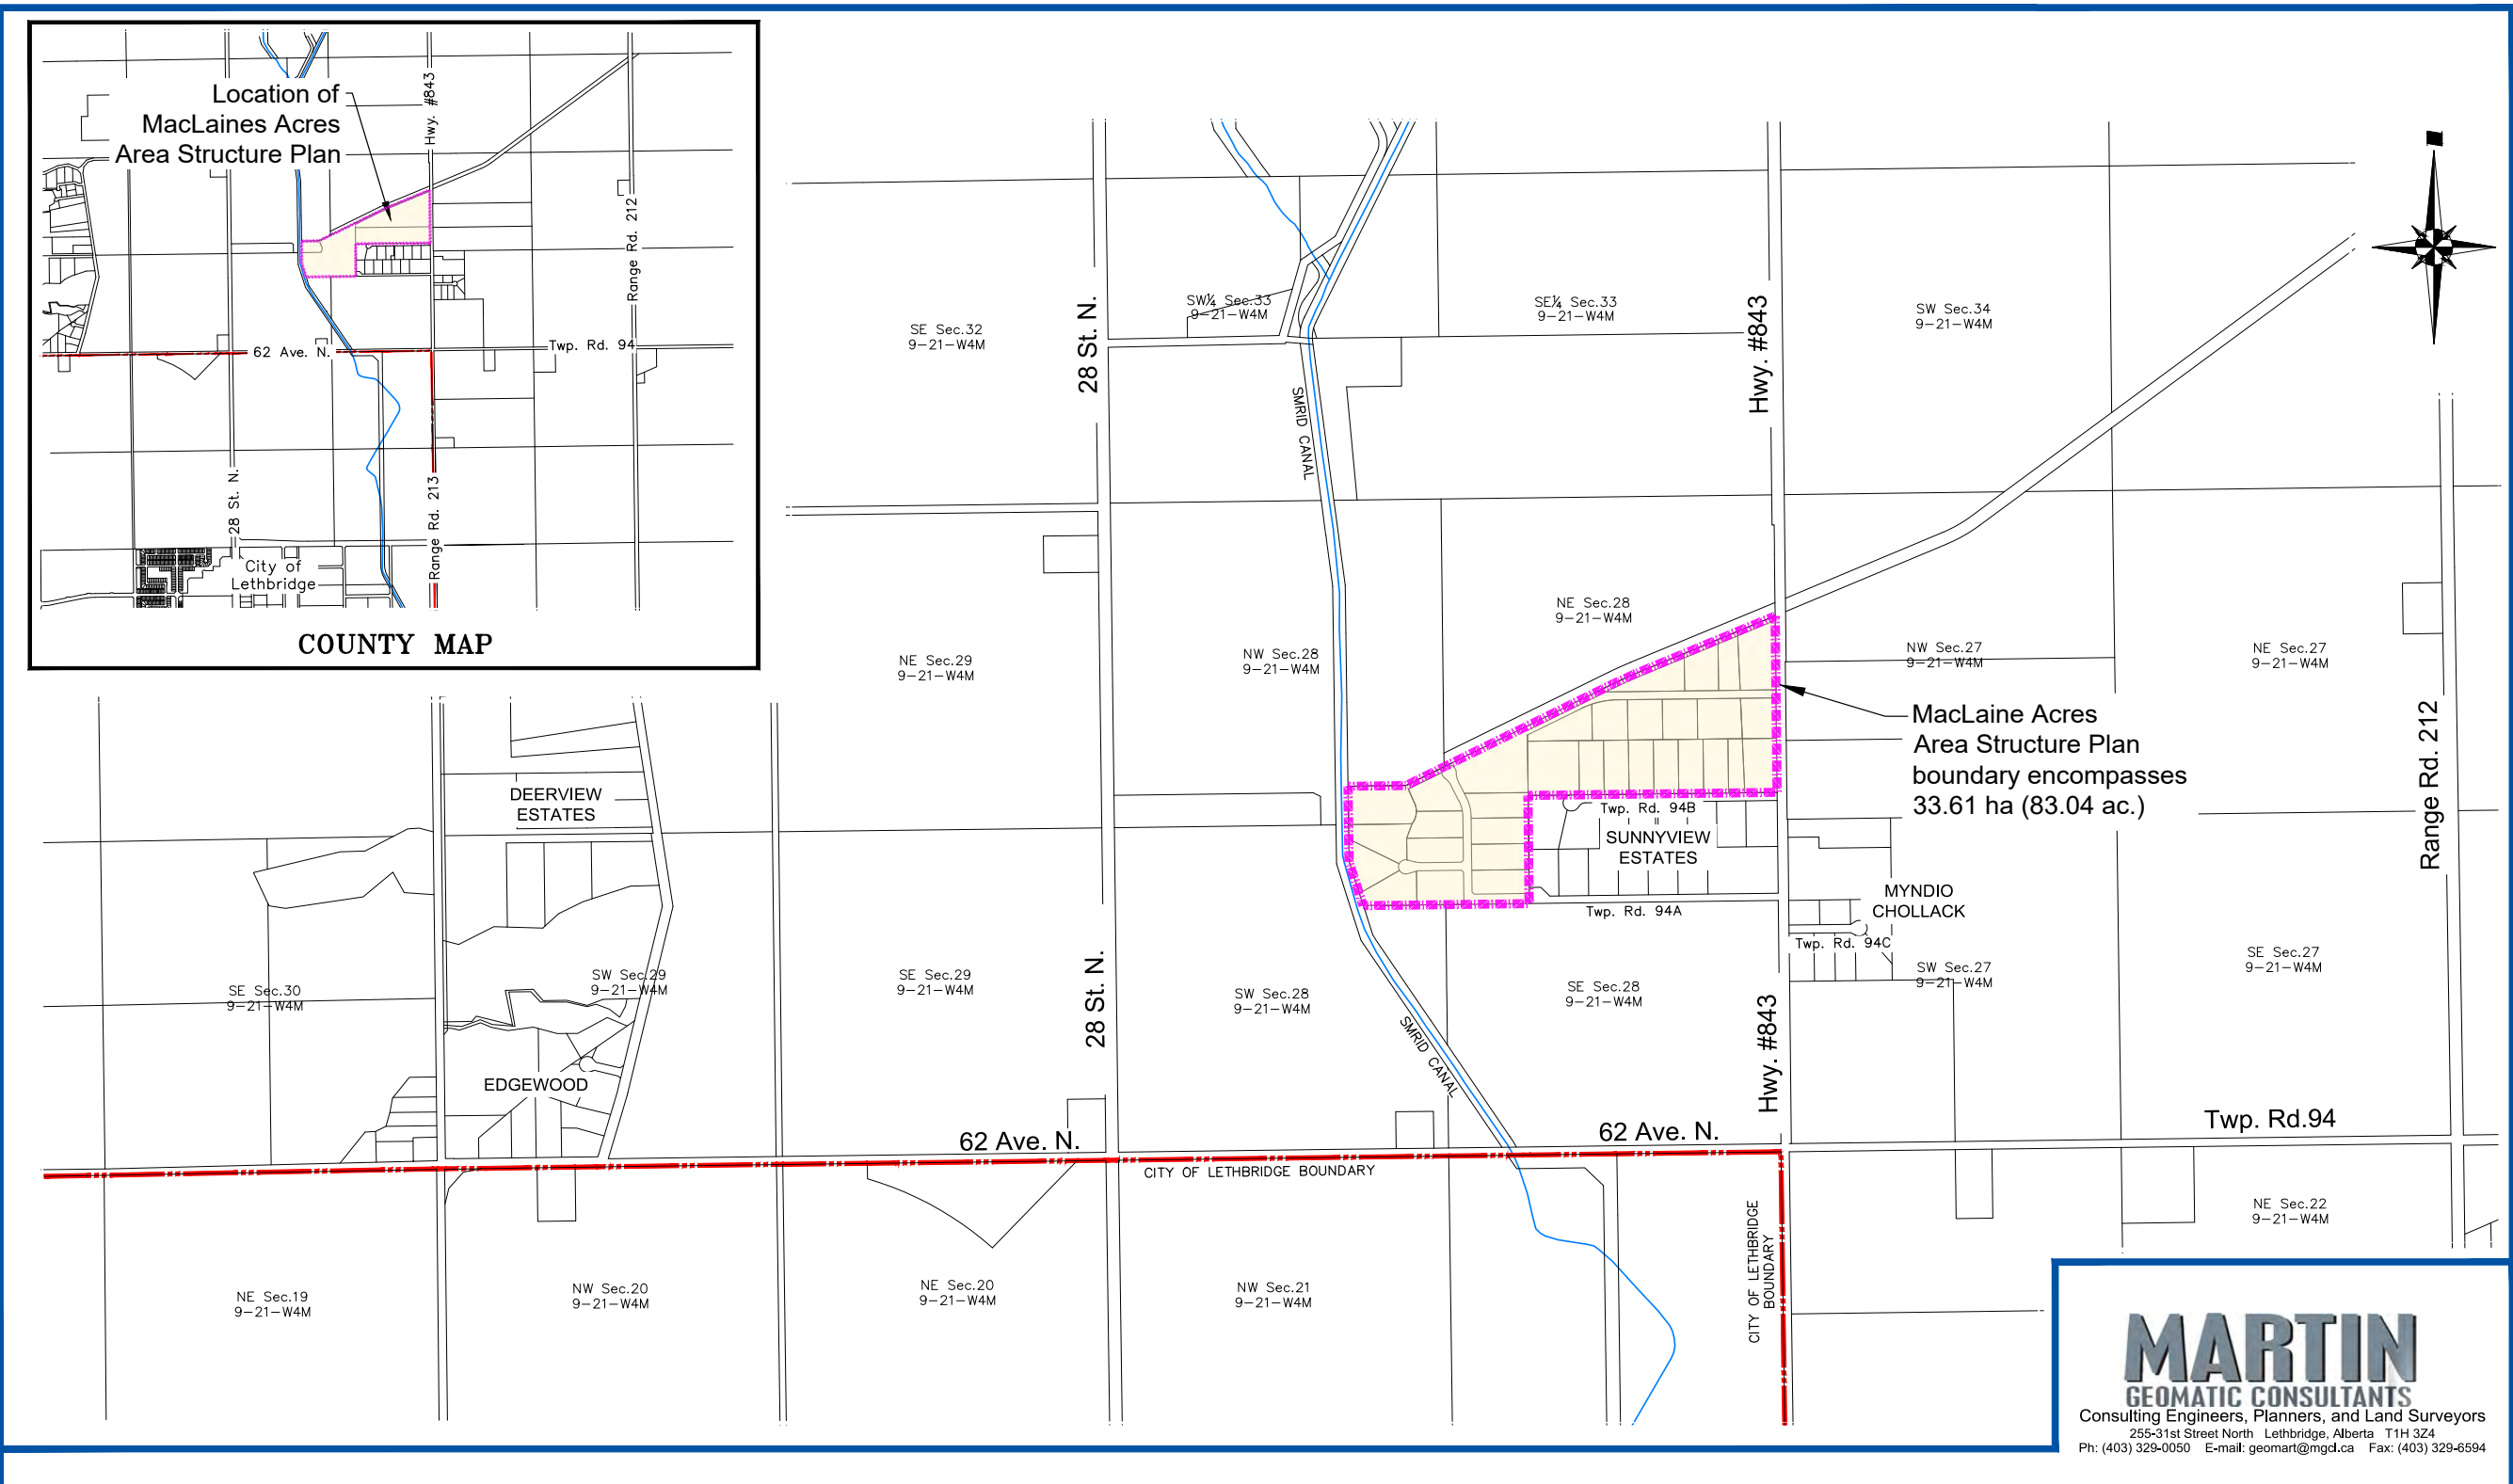 Location of
MacLaines Acres
Area Structure Plan
Hwy. #843
Range Rd. 212
62 Ave. N.
Twp. Rd. 94
28 St. N.
Range Rd. 213
City of
Lethbridge
COUNTY MAP
28 St. N.
SW¼ Sec.33
9-21-W4M
SE¼ Sec.33
9-21-W4M
SW Sec.34
9-21-W4M
SE Sec.32
9-21-W4M
Hwy. #843
SMRID CANAL
NE Sec.28
9-21-W4M
NE Sec.29
9-21-W4M
NW Sec.28
9-21-W4M
NW Sec.27
9-21-W4M
NE Sec.27
9-21-W4M
MacLaine Acres
Area Structure Plan
boundary encompasses
33.61 ha (83.04 ac.)
Range Rd. 212
DEERVIEW
ESTATES
Twp. Rd. 94B
SUNNYVIEW
ESTATES
Twp. Rd. 94A
MYNDIO
CHOLLACK
Twp. Rd. 94C
SE Sec.30
9-21-W4M
SW Sec.29
9-21-W4M
SE Sec.29
9-21-W4M
28 St. N.
SW Sec.28
9-21-W4M
SE Sec.28
9-21-W4M
SW Sec.27
9-21-W4M
SE Sec.27
9-21-W4M
SMRID CANAL
Hwy. #843
EDGEWOOD
62 Ave. N.
62 Ave. N.
Twp. Rd.94
CITY OF LETHBRIDGE BOUNDARY
CITY OF LETHBRIDGE
BOUNDARY
NE Sec.22
9-21-W4M
NE Sec.19
9-21-W4M
NW Sec.20
9-21-W4M
NE Sec.20
9-21-W4M
NW Sec.21
9-21-W4M
MARTIN
GEOMATIC CONSULTANTS
Consulting Engineers, Planners, and Land Surveyors
255-31st Street North Lethbridge, Alberta T1H 3Z4
Ph: (403) 329-0050 E-mail: geomart@mgcl.ca Fax: (403) 329-6594